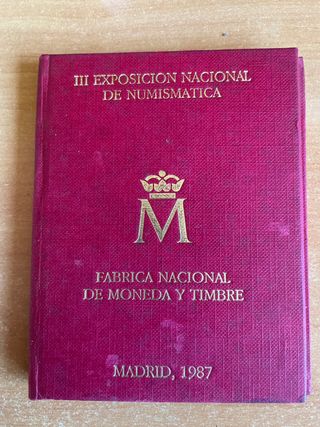 III EXPOSICION NACIONAL
DE NUMISMATICA
M
FABRICA NACIONAL
DE MONEDA Y TIMBRE
MADRID, 1987